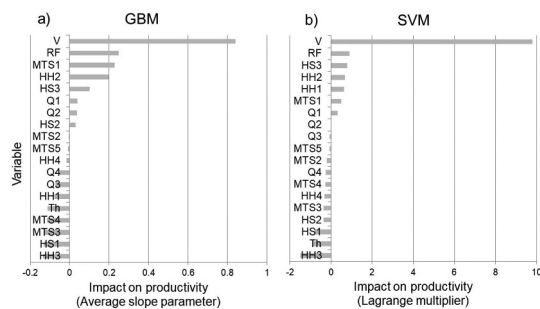 a) GBM
V
RF
MTS1
HH2
HS3
Q1
Q2
HS2
MTS2
MTS5
HH4
Q4
Q3
HH1
Th
MTS4
MTS3
HS1
HH3
Variable
-0.2 0 0.2 0.4 0.6 0.8 1
Impact on productivity
(Average slope parameter)
b) SVM
V
RF
HS3
HH2
HH1
MTS1
Q1
Q2
Q3
MTS5
MTS2
Q4
MTS4
HH4
MTS3
HS2
HS1
Th
HH3
-2 0 2 4 6 8 10
Impact on productivity
(Lagrange multiplier)